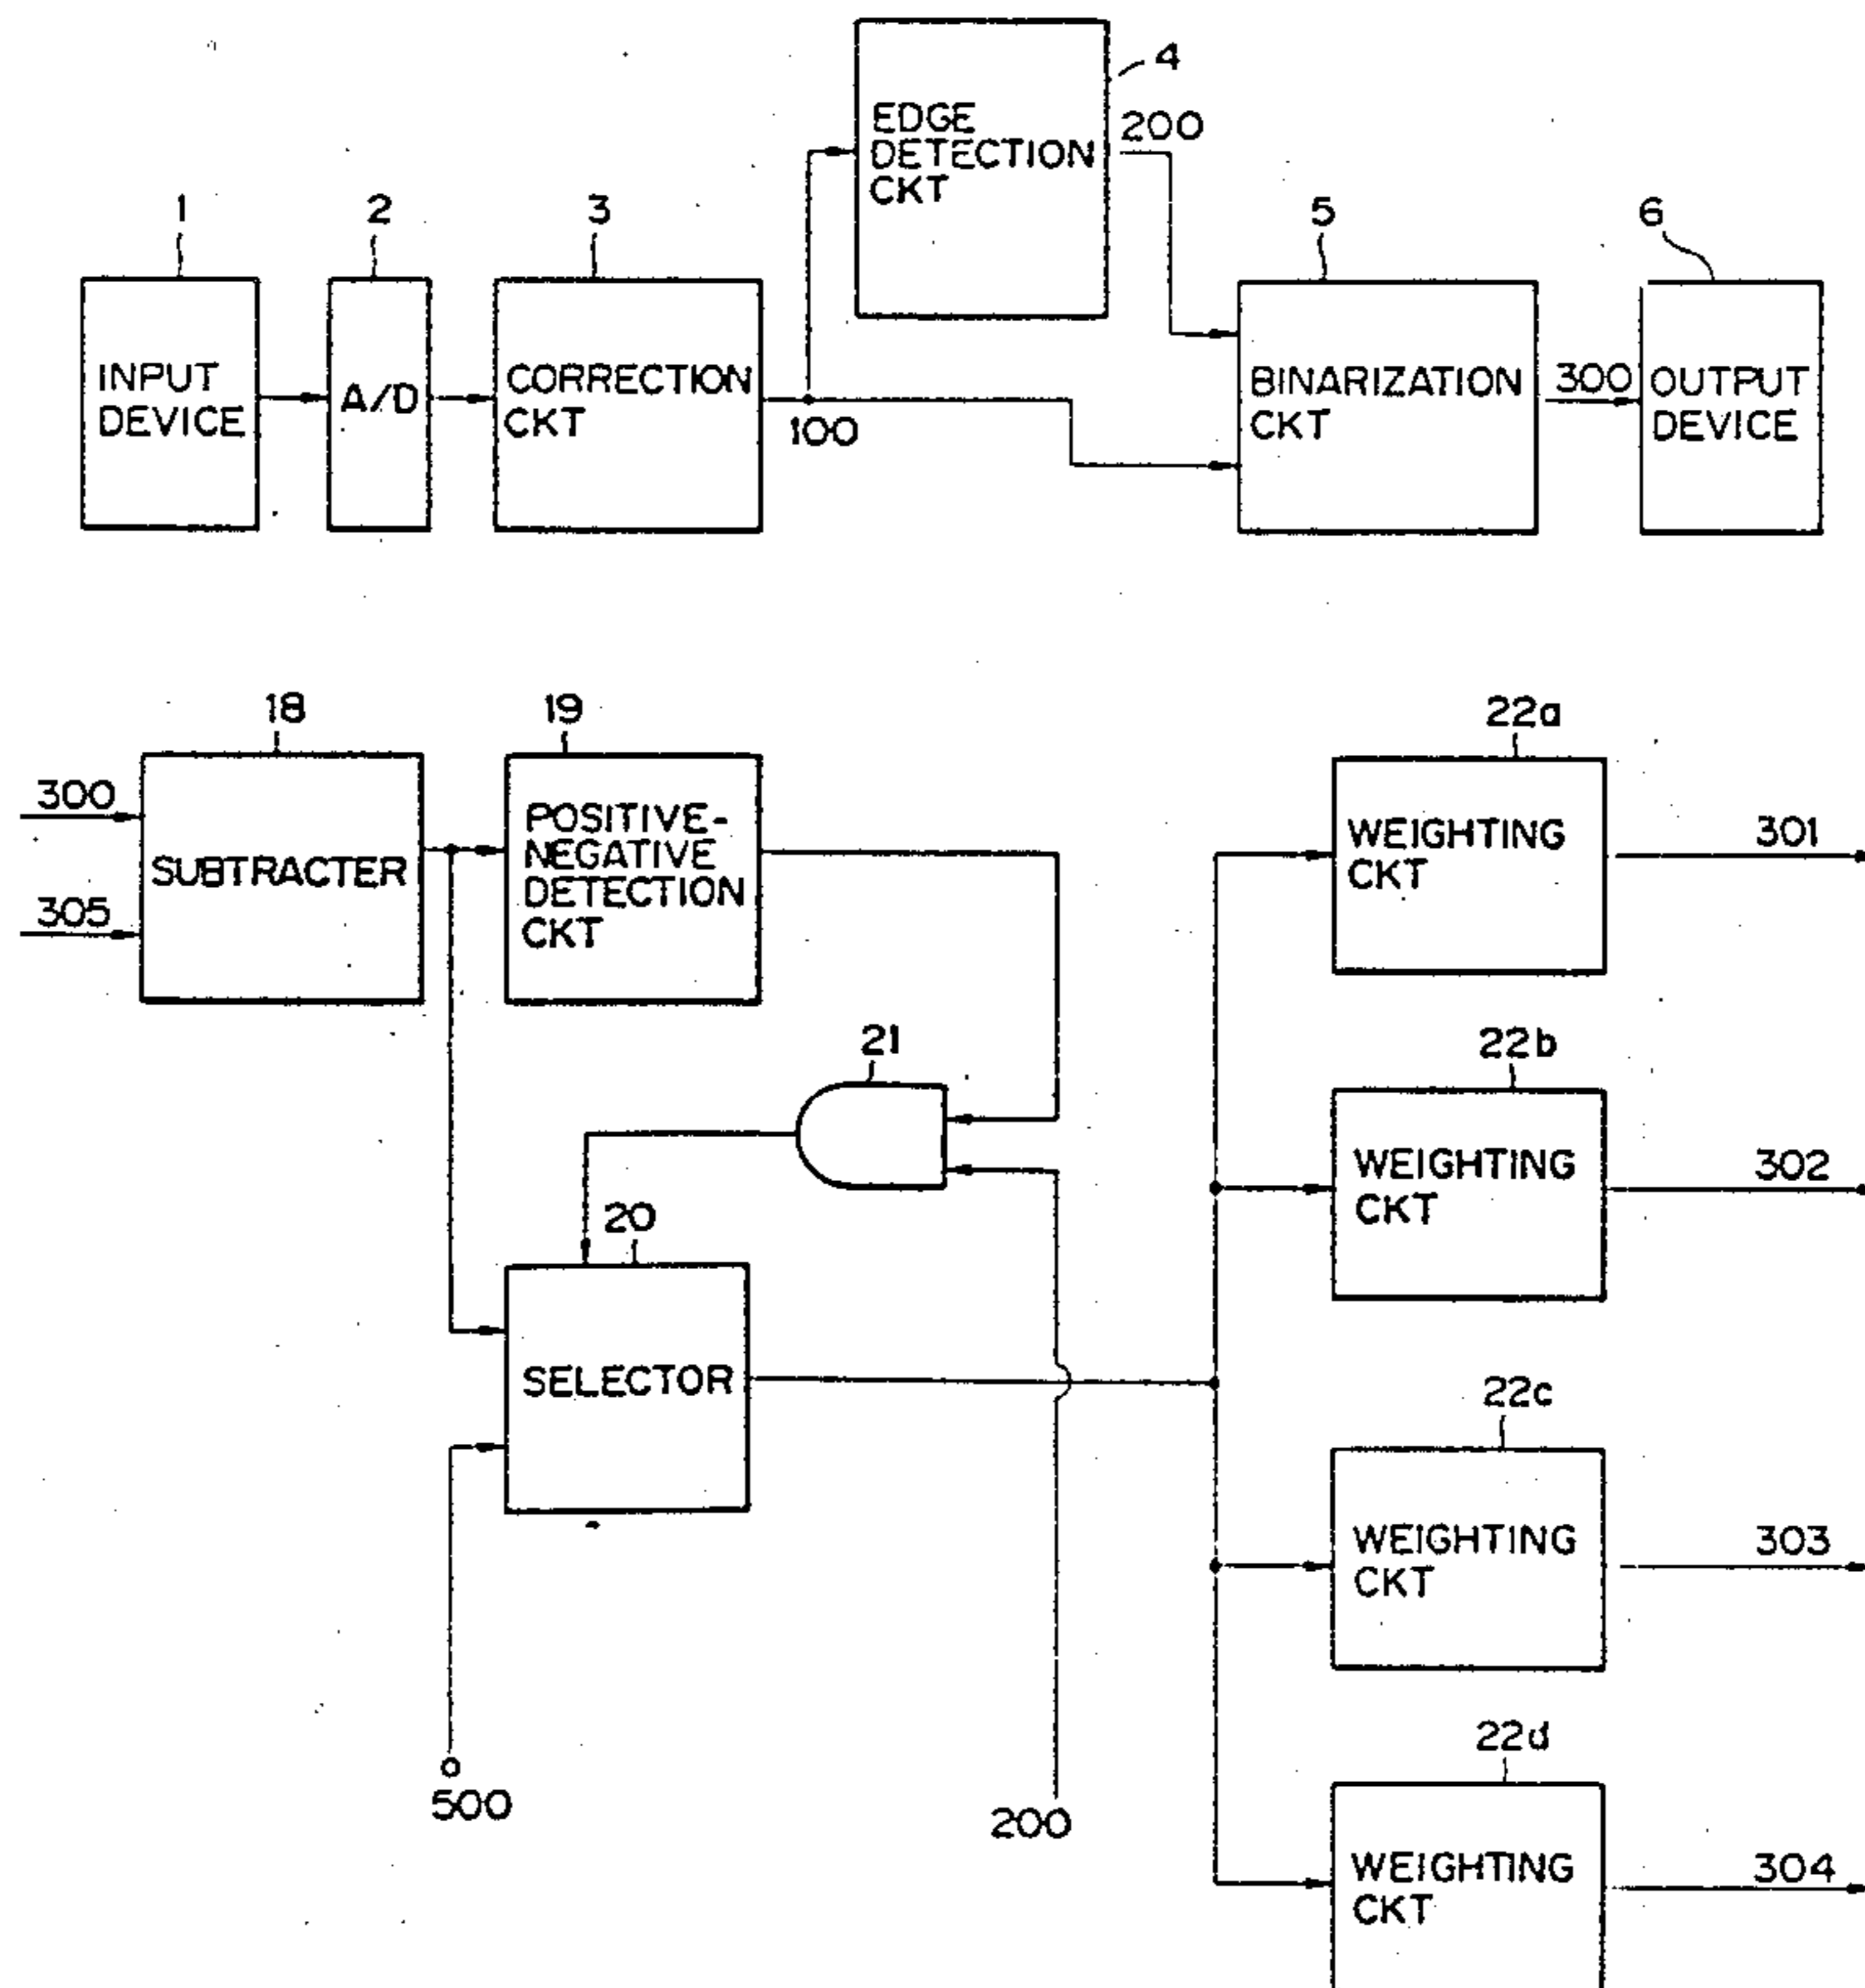 4
EDGE
DETECTION
CKT
200
1
2
3
5
6
INPUT
DEVICE
A/D
CORRECTION
CKT
100
BINARIZATION
CKT
300
OUTPUT
DEVICE
18
19
22a
300
305
SUBTRACTER
POSITIVE-
NEGATIVE
DETECTION
CKT
WEIGHTING
CKT
301
21
22b
WEIGHTING
CKT
302
20
SELECTOR
22c
WEIGHTING
CKT
303
500
200
22d
WEIGHTING
CKT
304